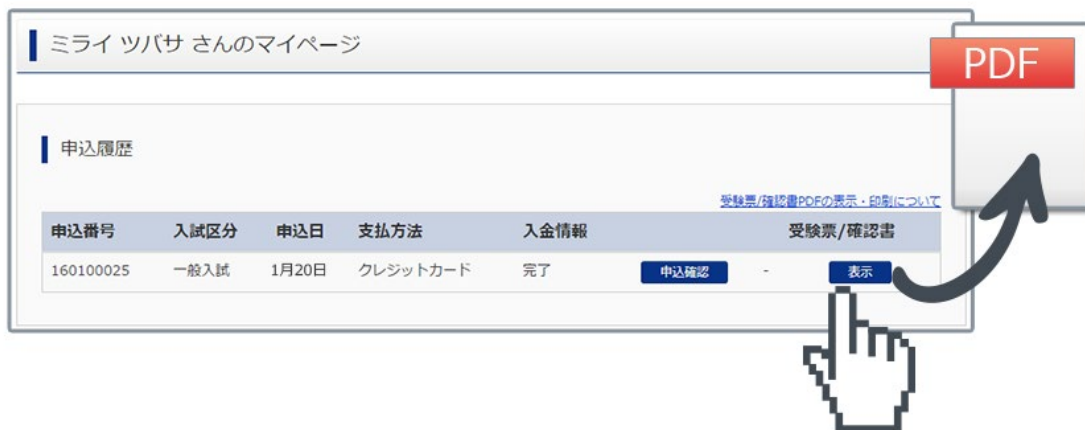 ミライ ツバサ さんのマイページ
PDF
申込履歴
受験票/確認書PDFの表示・印刷について
申込番号 入試区分 申込日 支払方法 入金情報 受験票/確認書
160100025 一般入試 1月20日 クレジットカード 完了 申込確認 - 表示